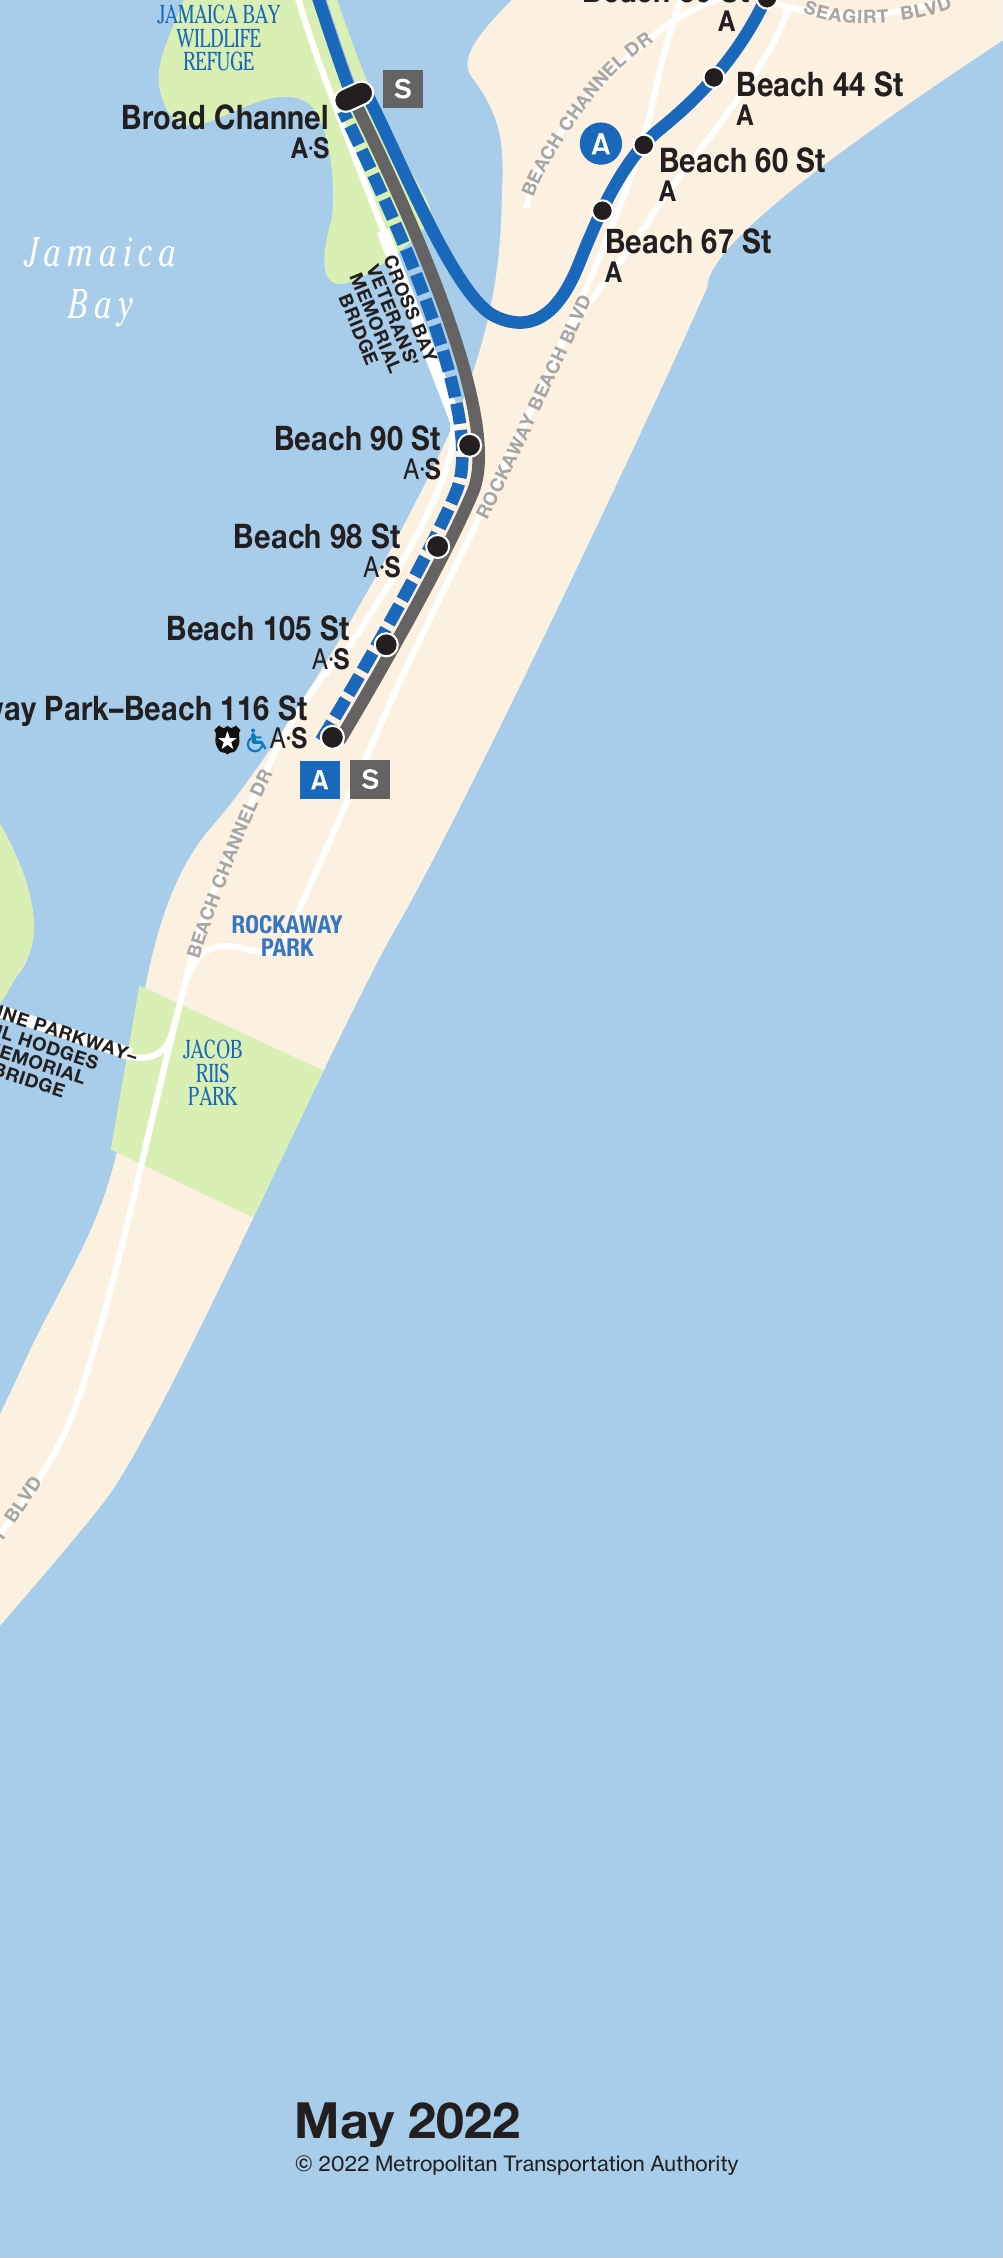 JAMAICA BAY
WILDLIFE
REFUGE
A
SEAGIRT BLVD
BEACH CHANNEL DR
S
Beach 44 St
A
Broad Channel
A·S
A
Beach 60 St
A
Beach 67 St
A
Jamaica
Bay
CROSS BAY
VETERANS'
MEMORIAL
BRIDGE
ROCKAWAY BEACH BLVD
Beach 90 St
A·S
Beach 98 St
A·S
Beach 105 St
A·S
Park–Beach 116 St
A·S
A S
BEACH CHANNEL DR
ROCKAWAY
PARK
PARKWAY–
HODGES
BRIDGE
JACOB
RIIS
PARK
BLVD
May 2022
© 2022 Metropolitan Transportation Authority